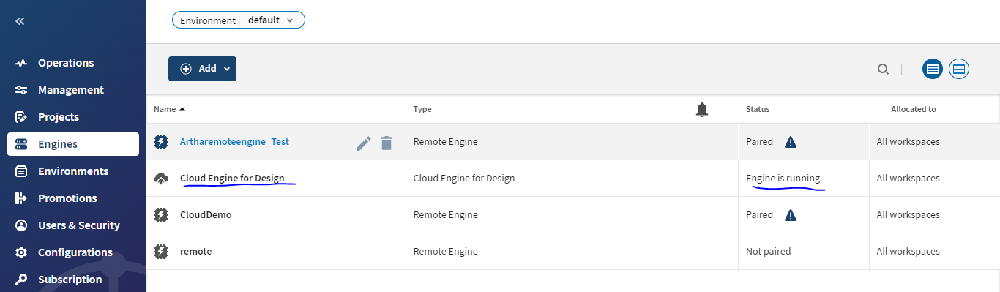 Environment default
Add
Operations
Management
Projects
Engines
Environments
Promotions
Users & Security
Configurations
Subscription
Name Type Status Allocated to
Artharemoteengine_Test Remote Engine Paired All workspaces
Cloud Engine for Design Cloud Engine for Design Engine is running. All workspaces
CloudDemo Remote Engine Paired All workspaces
remote Remote Engine Not paired All workspaces